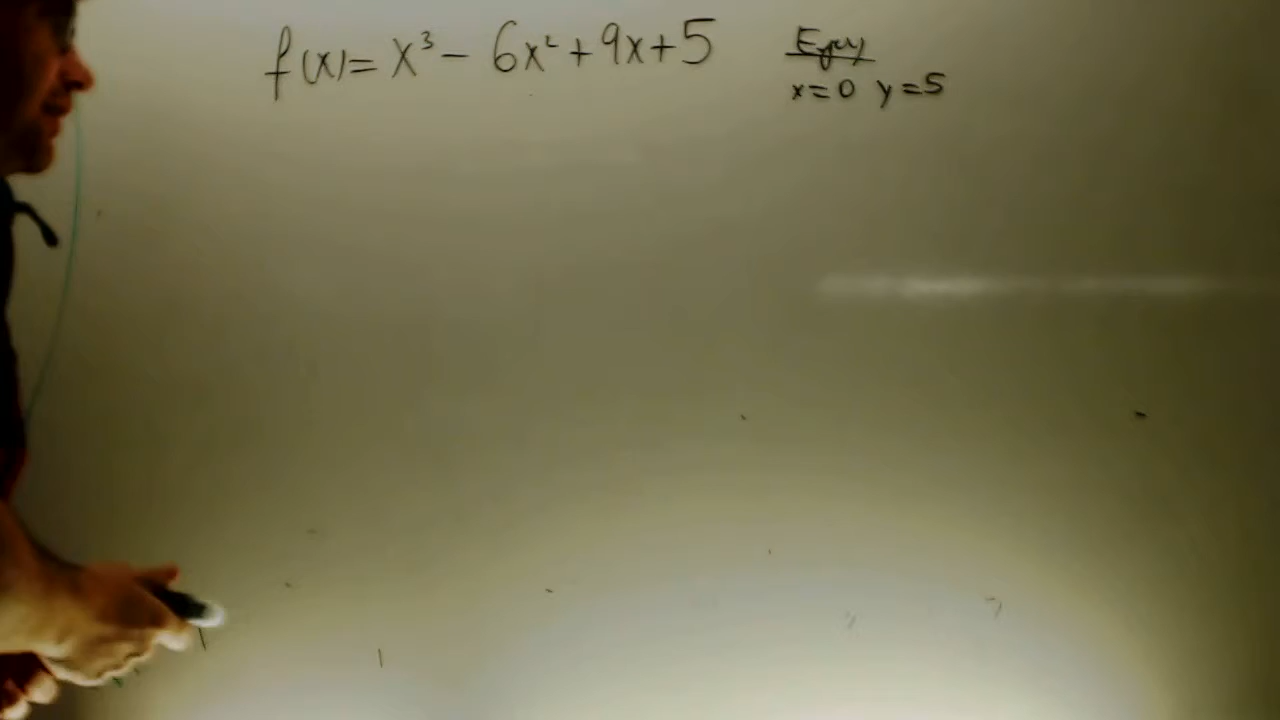 f(x)= x³ - 6x² + 9x + 5
x=0 y=5